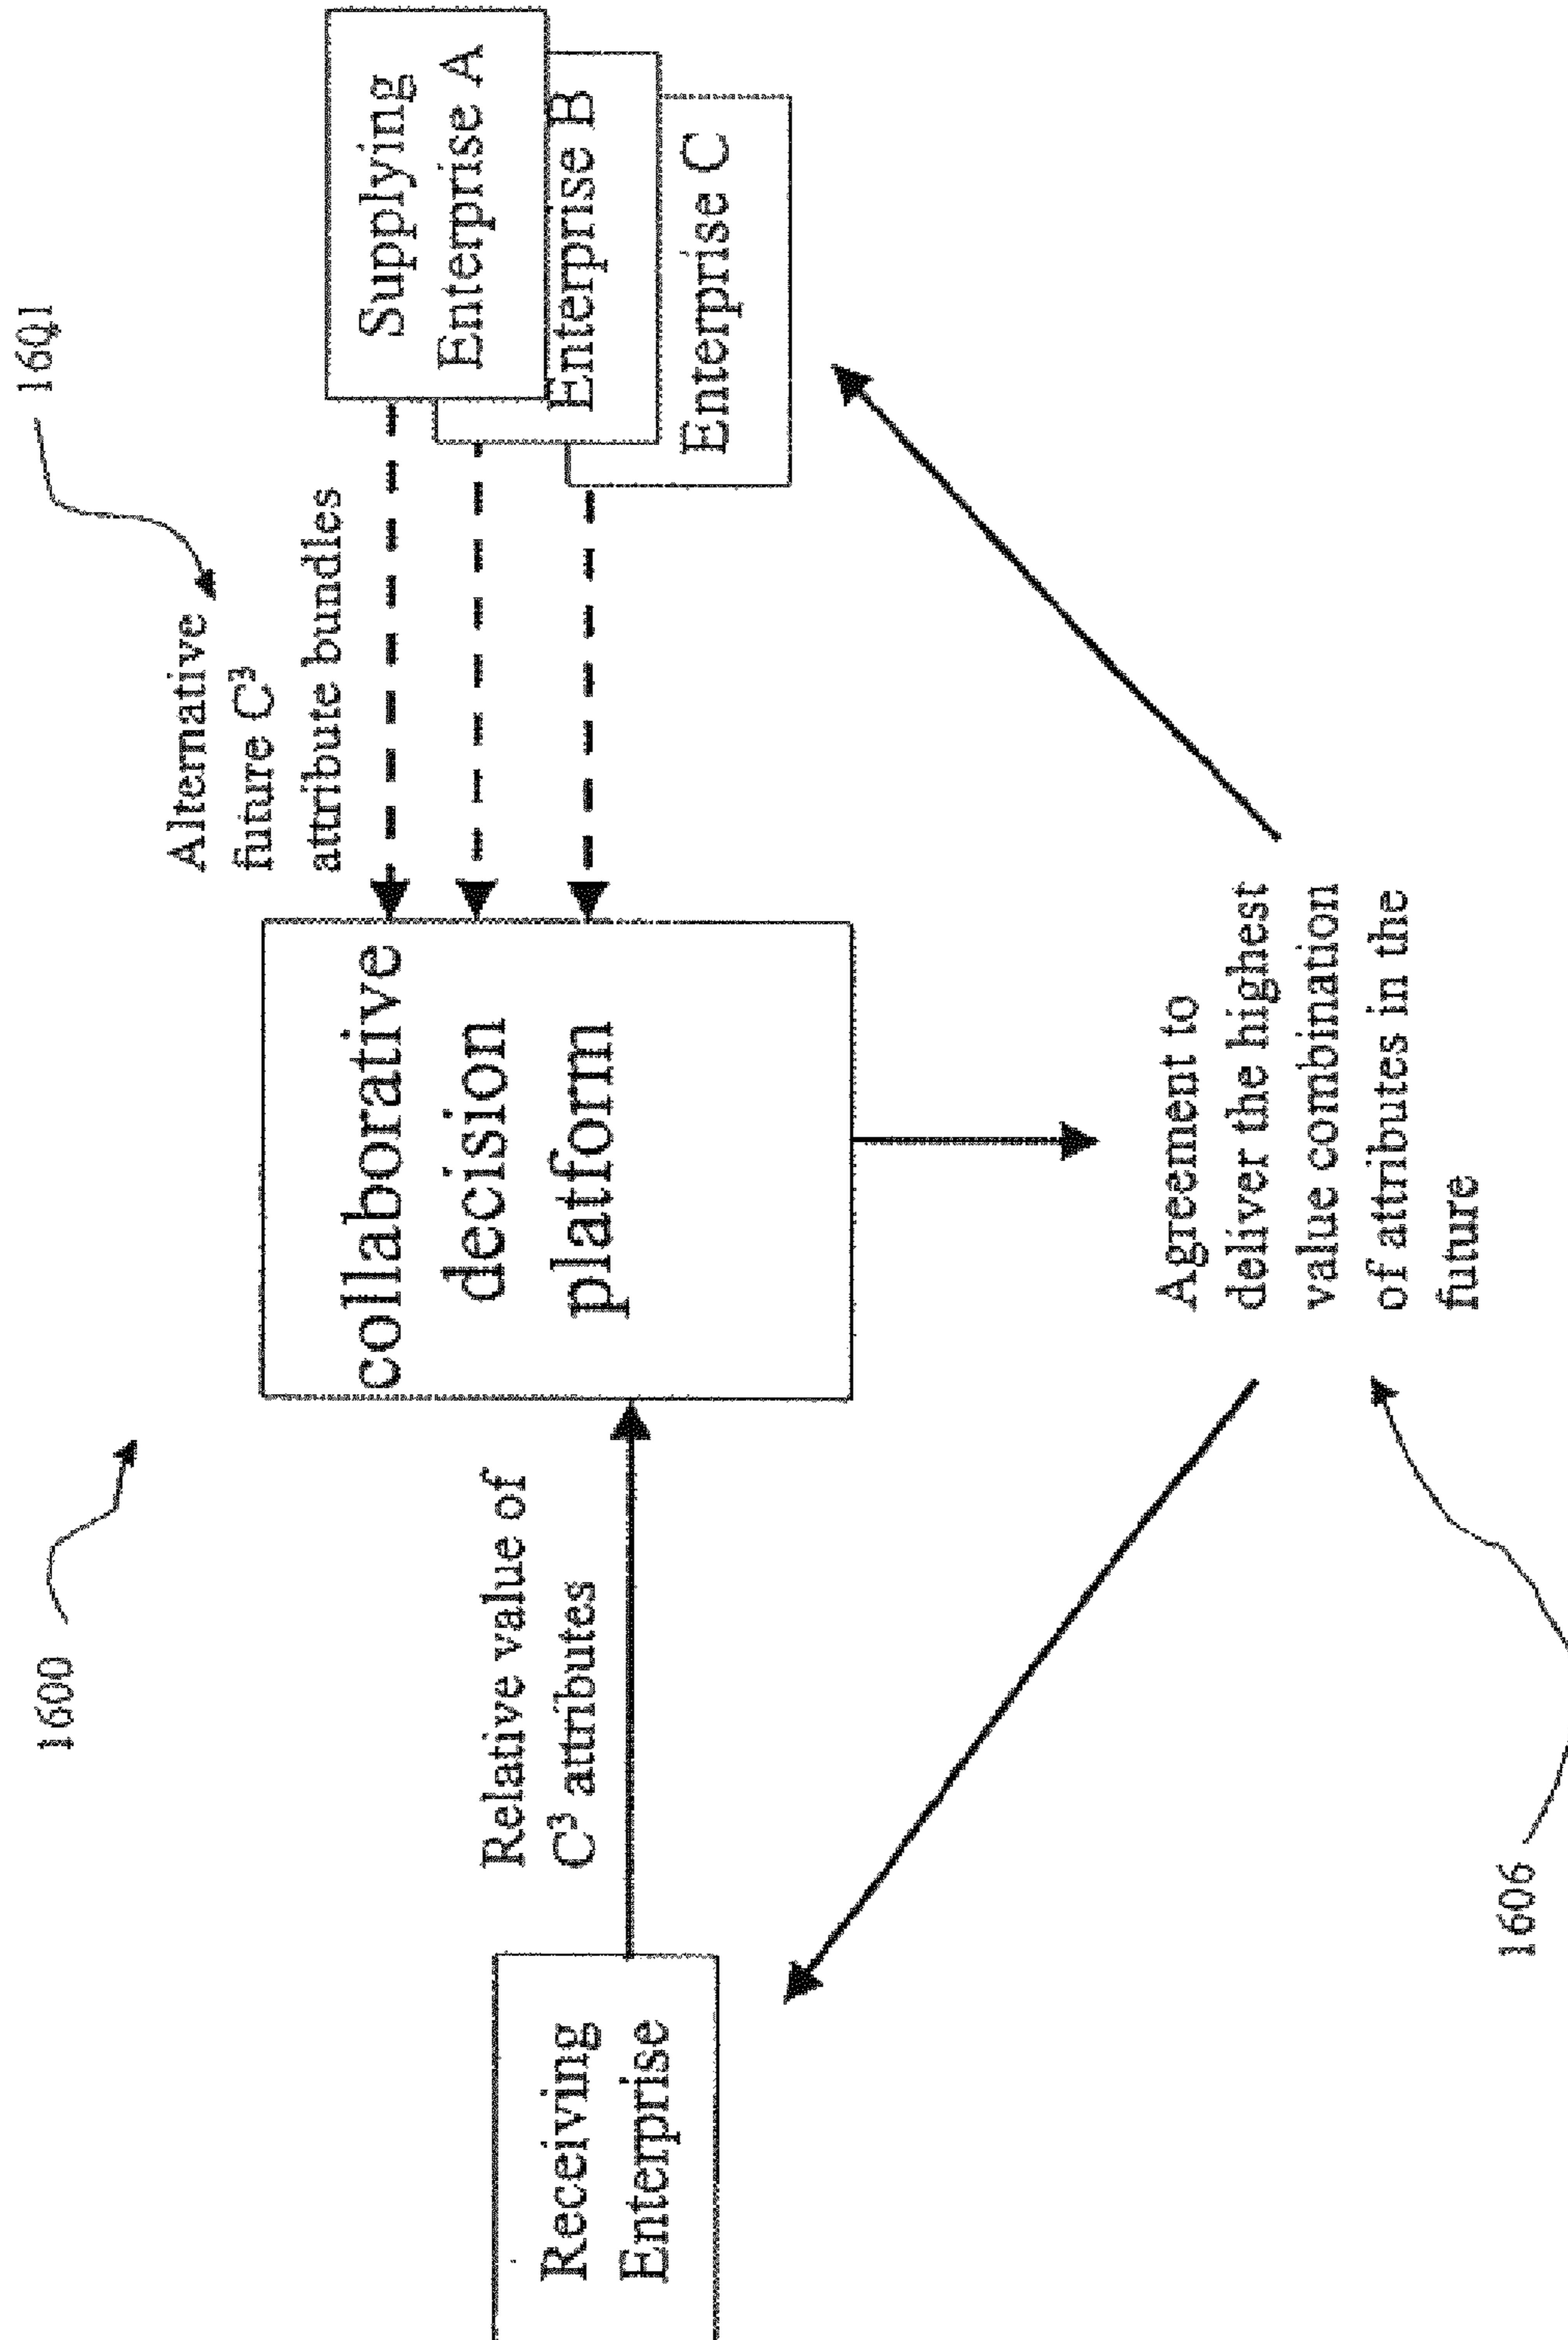 1600
1601
Alternative
future C³
attribute bundles
Supplying
Enterprise A
Enterprise B
Enterprise C
collaborative
decision
platform
Relative value of
C³ attributes
Receiving
Enterprise
Agreement to
deliver the highest
value combination
of attributes in the
future
1606